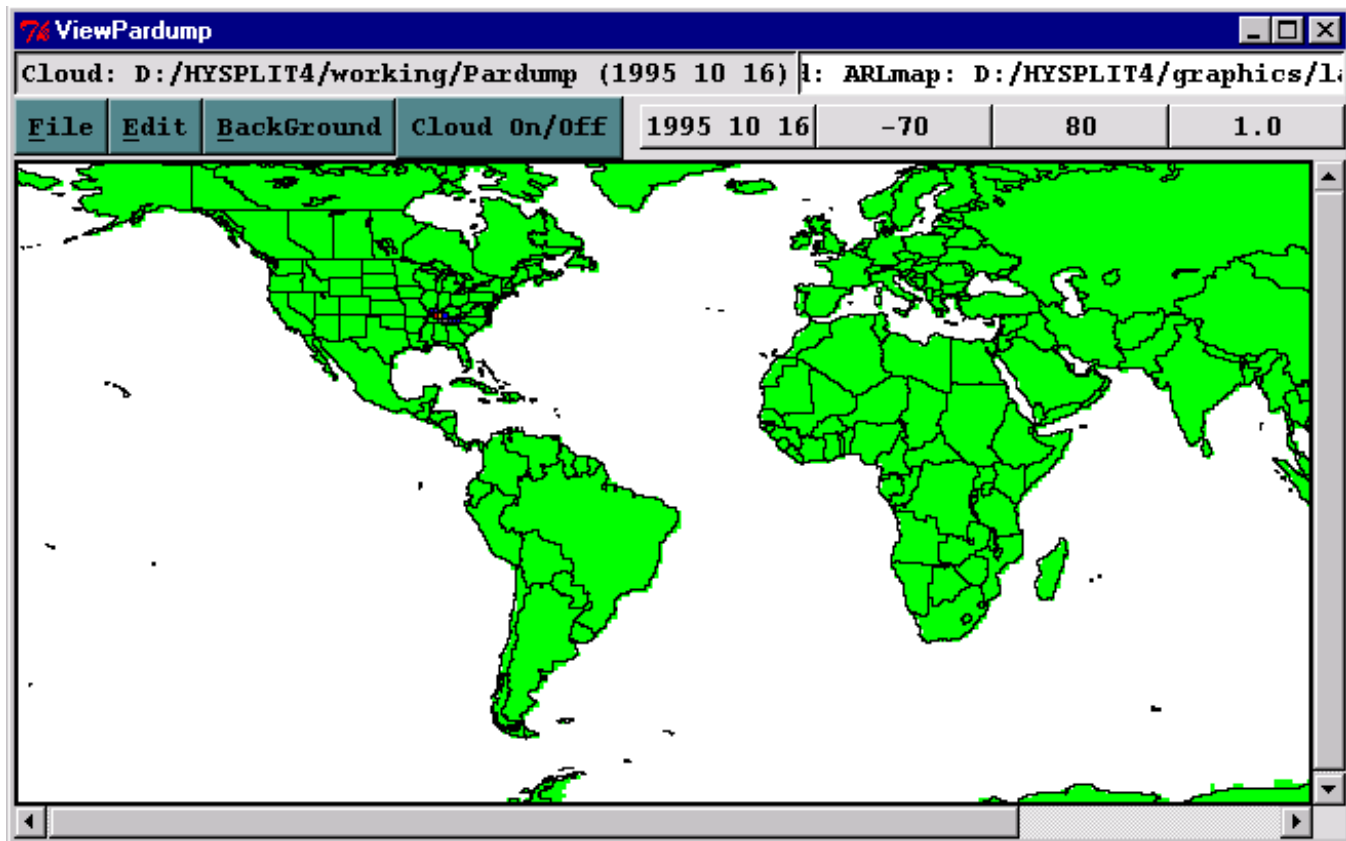 ViewPardump
Cloud: D:/HYSPLIT4/working/Pardump (1995 10 16) d: ARLmap: D:/HYSPLIT4/graphics/la
File Edit BackGround Cloud On/Off 1995 10 16 -70 80 1.0